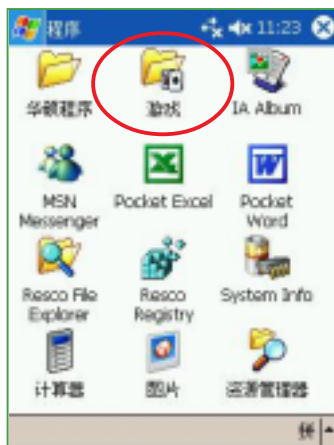 程序 11:23
华硕程序 游戏 IA Album
MSN Messenger Pocket Excel Pocket Word
Resco File Explorer Resco Registry System Info
计算器 图片 资源管理器
拼